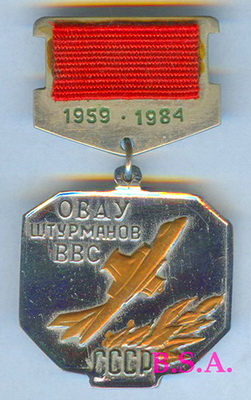 1959 · 1984
ОВАУ
ШТУРМАНОВ
ВВС
СССР
B.S.A.